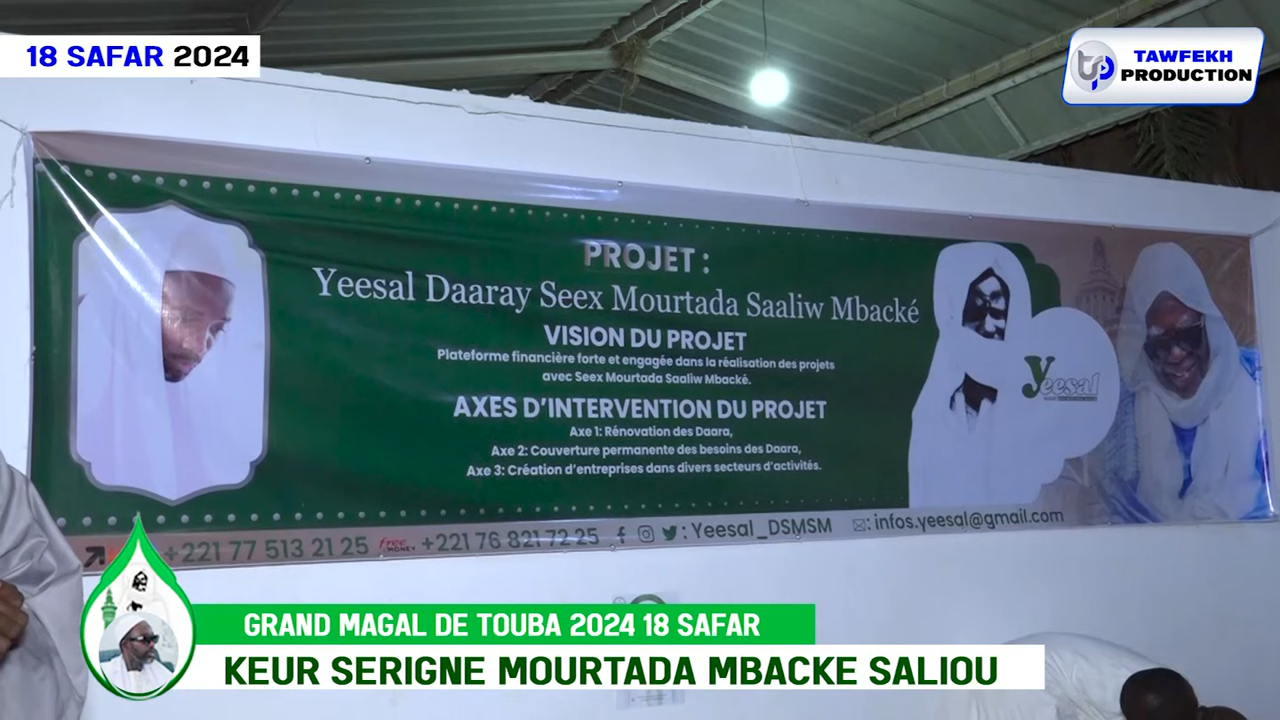 18 SAFAR 2024
TAWFEKH
PRODUCTION
PROJET :
Yeesal Daaray Seex Mourtada Saaliw Mbacké
VISION DU PROJET
Plateforme financière forte et engagée dans la réalisation des projets
avec Seex Mourtada Saaliw Mbacké.
AXES D'INTERVENTION DU PROJET
Axe 1: Rénovation des Daara,
Axe 2: Couverture permanente des besoins des Daara,
Axe 3: Création d'entreprises dans divers secteurs d'activités.
Yeesal
+221 77 513 21 25 free MONEY +221 76 821 72 25 : Yeesal_DSMSM : infos.yeesal@gmail.com
GRAND MAGAL DE TOUBA 2024 18 SAFAR
KEUR SERIGNE MOURTADA MBACKE SALIOU